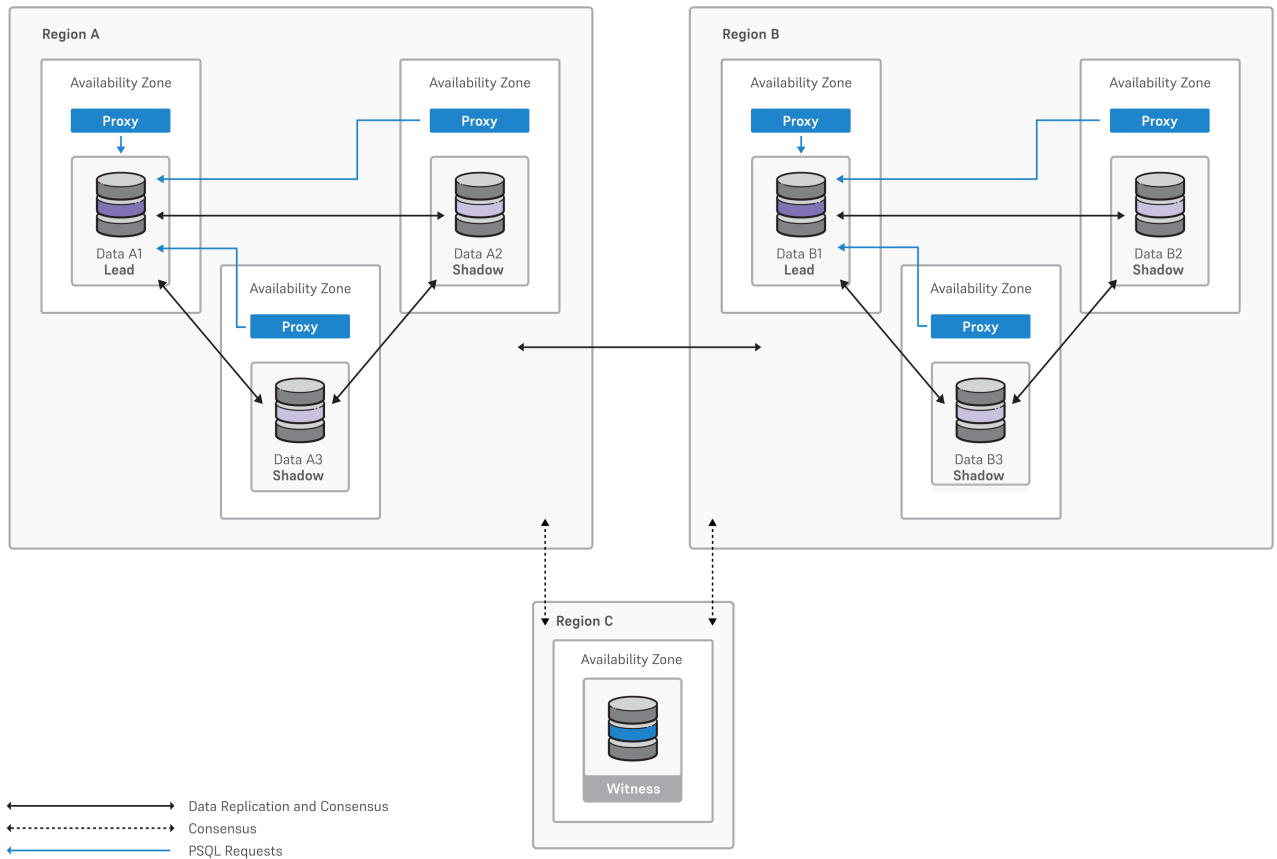 Region A
Availability Zone
Proxy
Data A1
Lead
Availability Zone
Proxy
Data A2
Shadow
Availability Zone
Proxy
Data A3
Shadow
Region B
Availability Zone
Proxy
Data B1
Lead
Availability Zone
Proxy
Data B2
Shadow
Availability Zone
Proxy
Data B3
Shadow
Region C
Availability Zone
Witness
Data Replication and Consensus
Consensus
PSQL Requests